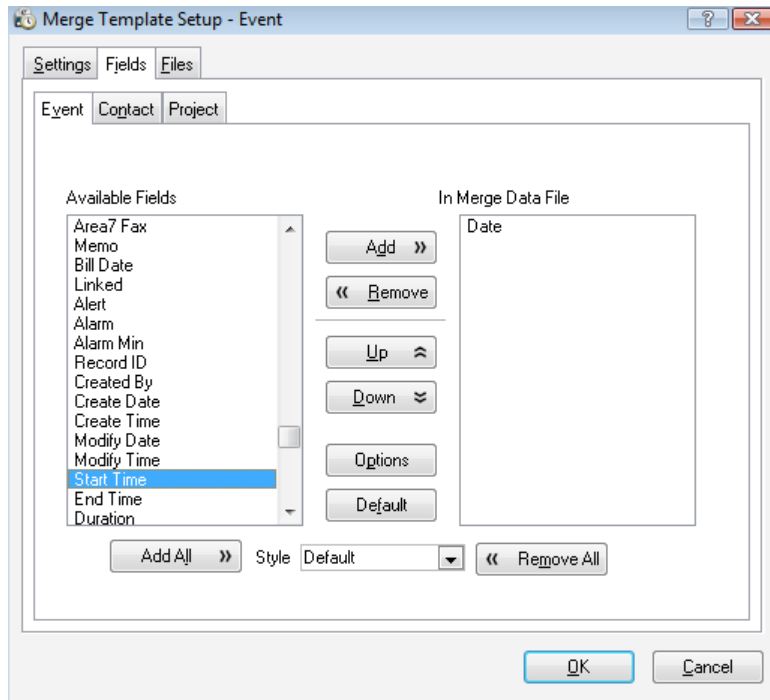 Merge Template Setup - Event
?
Settings Fields Files
Event Contact Project
Available Fields
In Merge Data File
Area7 Fax
Memo
Bill Date
Linked
Alert
Alarm
Alarm Min
Record ID
Created By
Create Date
Create Time
Modify Date
Modify Time
Start Time
End Time
Duration
Add »
« Remove
Up
Down
Options
Default
Date
Add All »
Style Default
« Remove All
OK
Cancel